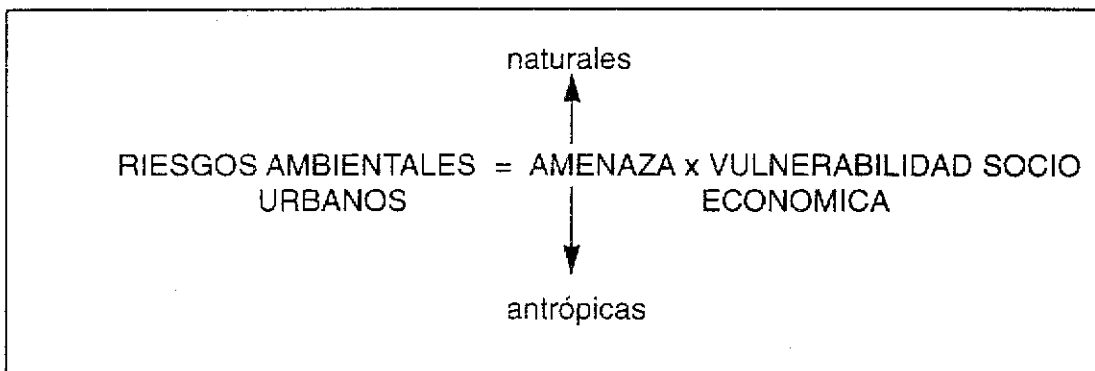 naturales
RIESGOS AMBIENTALES = AMENAZA x VULNERABILIDAD SOCIO
URBANOS ECONOMICA
antrópicas